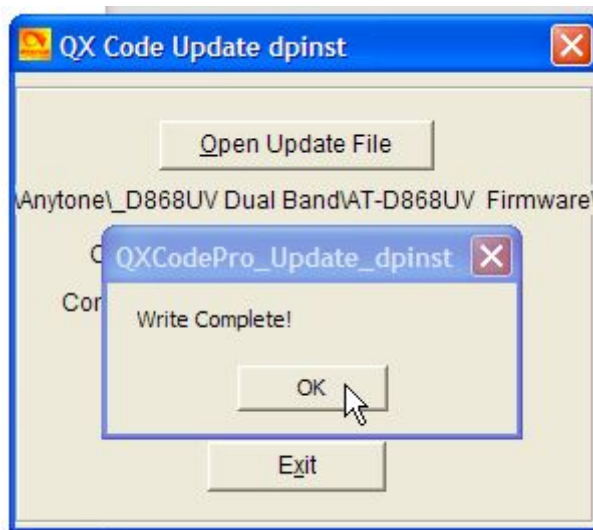 QX Code Update dpinst
Open Update File
\Anytone\_D868UV Dual Band\AT-D868UV Firmware\
QXCodePro_Update_dpinst
Write Complete!
OK
Exit